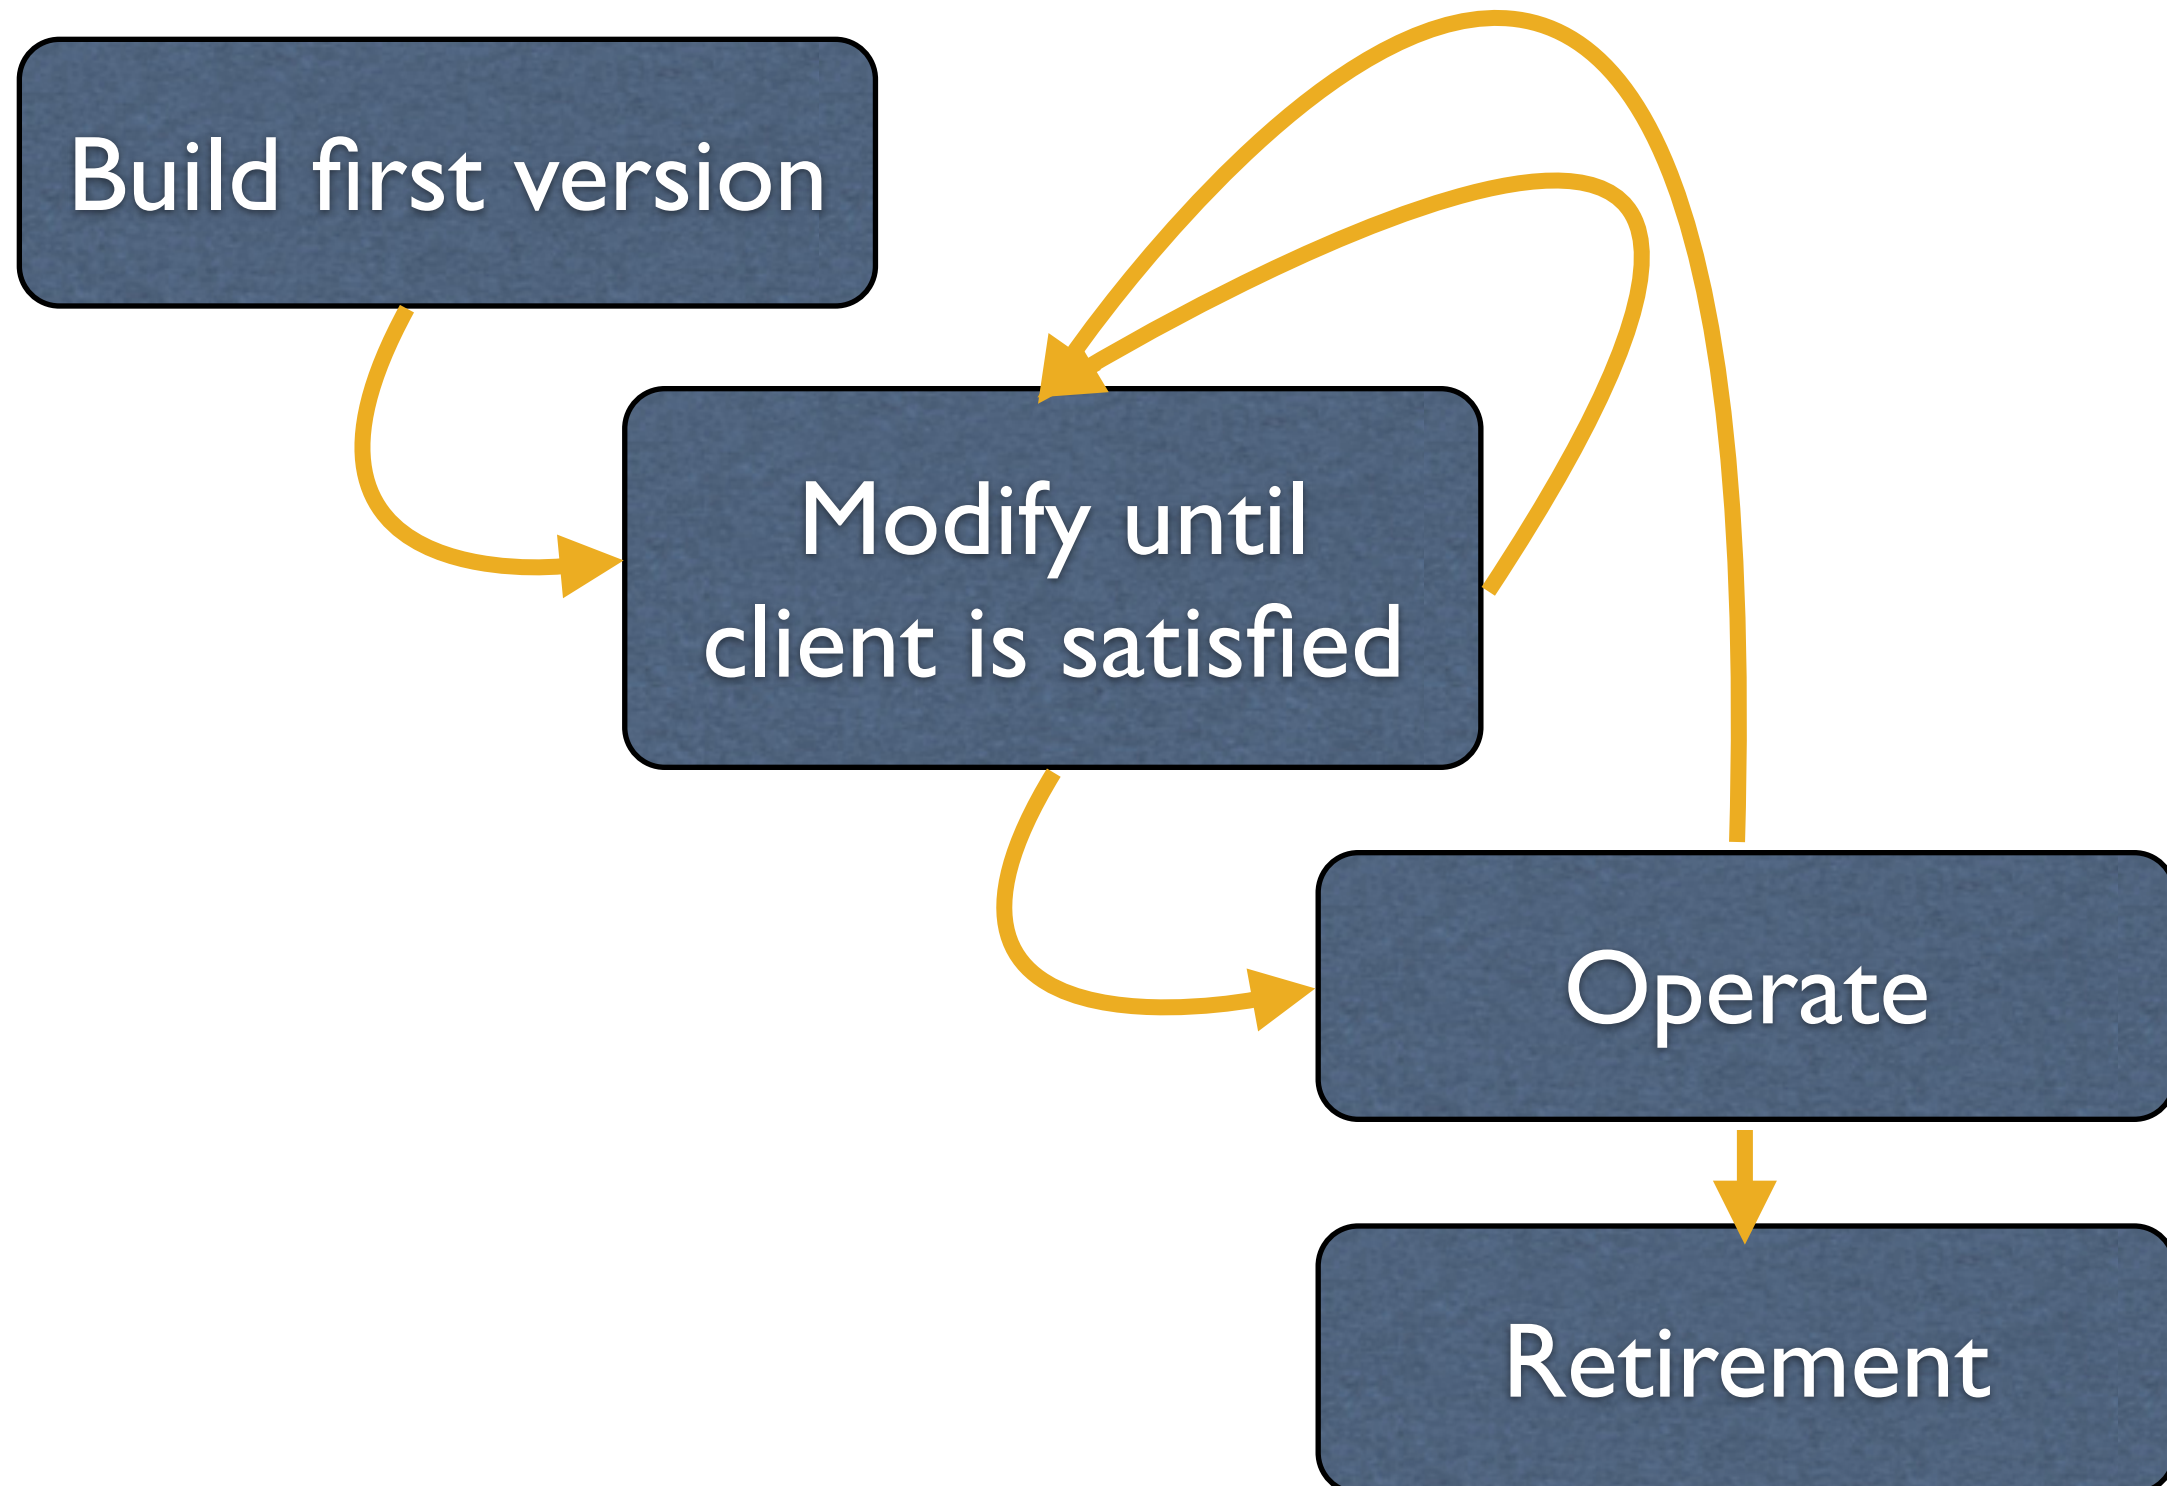 Build first version
Modify until
client is satisfied
Operate
Retirement